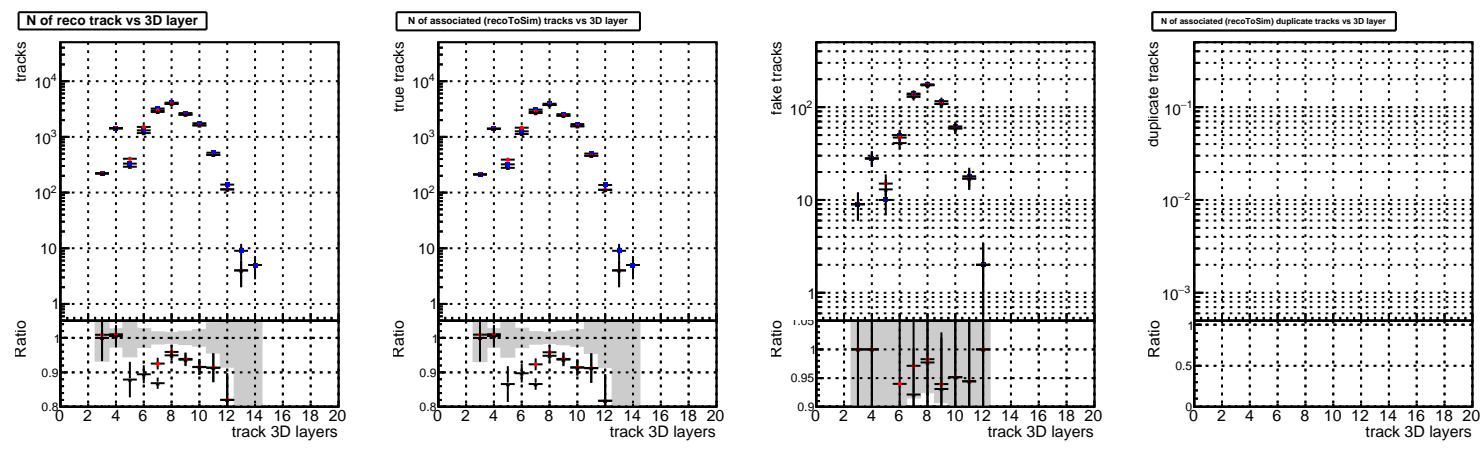 N of reco track vs 3D layer
tracks
10⁴
10³
10²
10
1
Ratio
1
0.9
0.8
0 2 4 6 8 10 12 14 16 18 20
track 3D layers
N of associated (recoToSim) tracks vs 3D layer
true tracks
10⁴
10³
10²
10
1
Ratio
1
0.9
0.8
0 2 4 6 8 10 12 14 16 18 20
track 3D layers
fake tracks
10²
10
1
Ratio
1.05
1
0.95
0.9
0 2 4 6 8 10 12 14 16 18 20
track 3D layers
N of associated (recoToSim) duplicate tracks vs 3D layer
duplicate tracks
10⁻¹
10⁻²
10⁻³
Ratio
1
0.5
0
0 2 4 6 8 10 12 14 16 18 20
track 3D layers